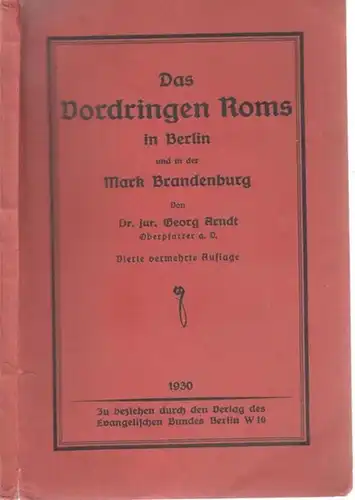 Das
Vordringen Roms
in Berlin
und in der
Mark Brandenburg
Von
Dr. jur. Georg Arndt
Oberpfarrer a. D.
Vierte vermehrte Auflage
1930
Zu beziehen durch den Verlag des
Evangelischen Bundes Berlin W 16